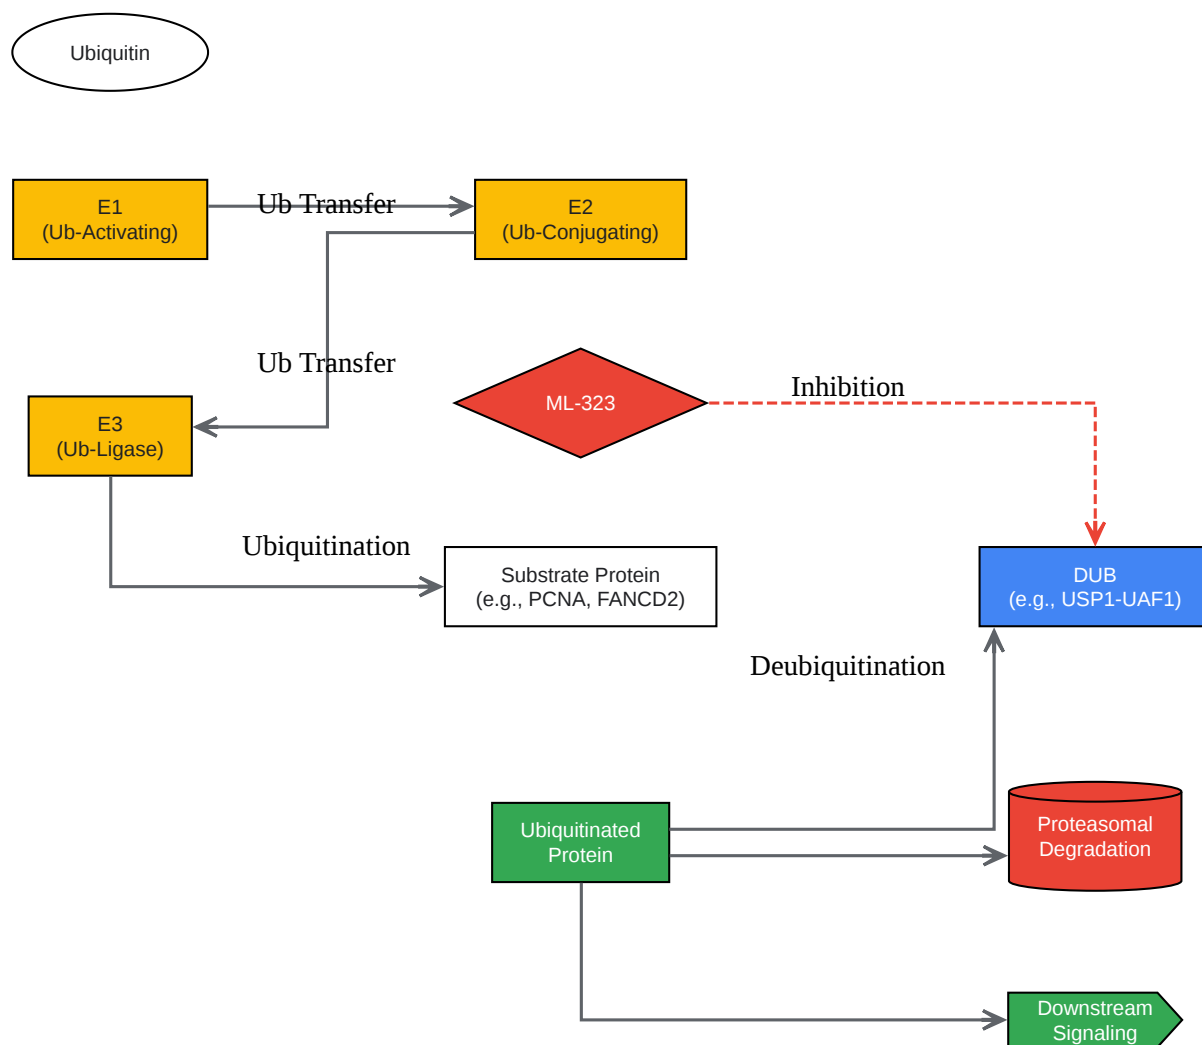 Ubiquitin
E1
(Ub-Activating)
Ub Transfer
E2
(Ub-Conjugating)
Ub Transfer
E3
(Ub-Ligase)
ML-323
Inhibition
Ubiquitination
Substrate Protein
(e.g., PCNA, FANCD2)
DUB
(e.g., USP1-UAF1)
Deubiquitination
Ubiquitinated
Protein
Proteasomal
Degradation
Downstream
Signaling